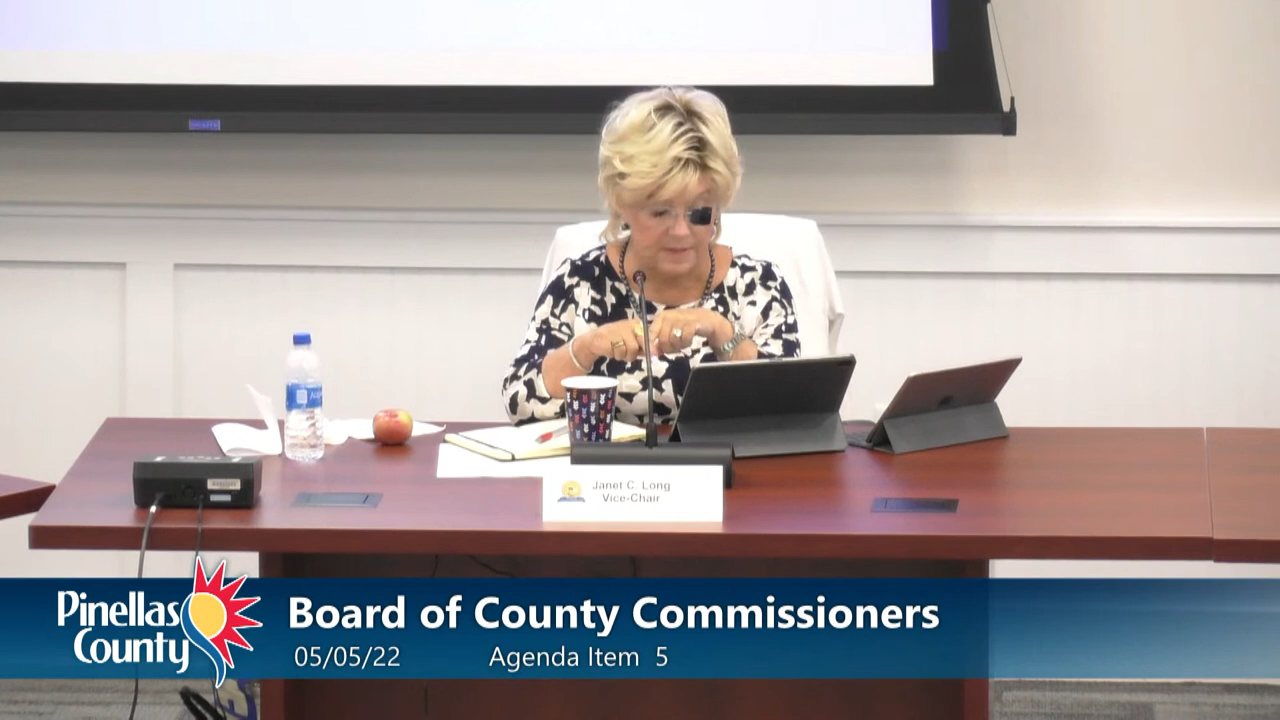 Janet C. Long
Vice-Chair
Pinellas
County
Board of County Commissioners
05/05/22 Agenda Item 5